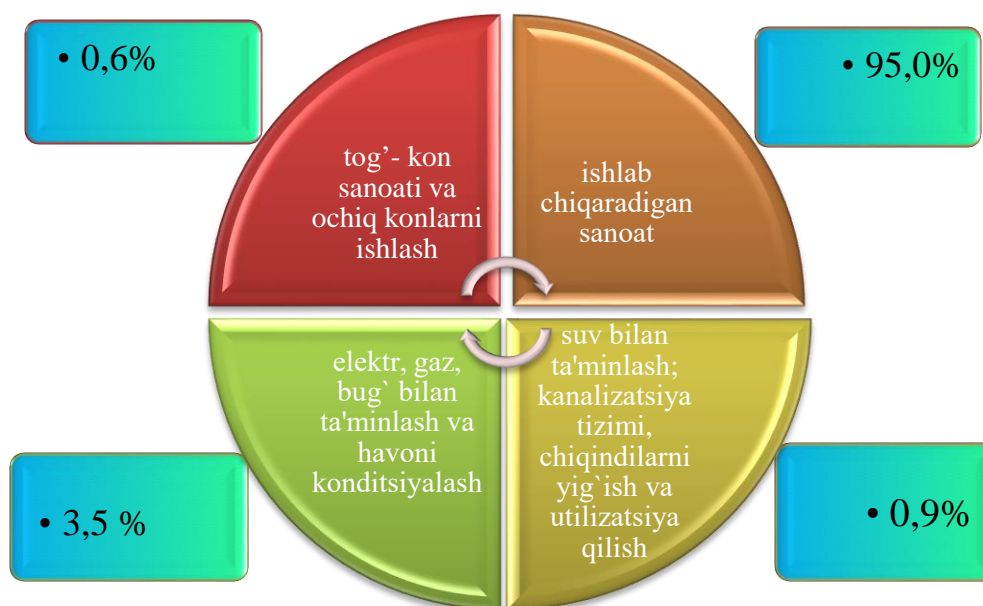 • 0,6%
• 95,0%
tog’- kon
sanoati va
ochiq konlarni
ishlash
ishlab
chiqaradigan
sanoat
elektr, gaz,
bug` bilan
ta'minlash va
havoni
konditsiyalash
suv bilan
ta'minlash;
kanalizatsiya
tizimi,
chiqindilarni
yig`ish va
utilizatsiya
qilish
• 3,5 %
• 0,9%